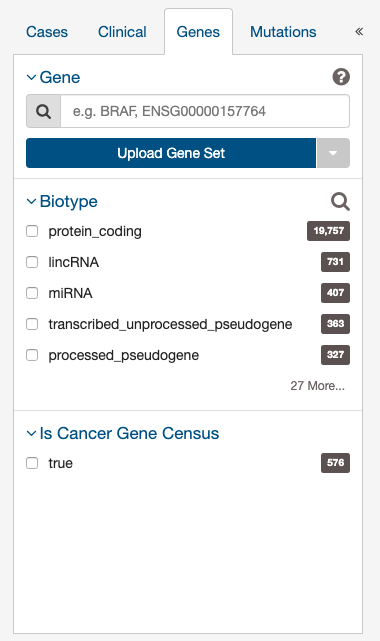 Cases Clinical Genes Mutations «
Gene ?
e.g. BRAF, ENSG00000157764
Upload Gene Set
Biotype
protein_coding 19,757
lincRNA 731
miRNA 407
transcribed_unprocessed_pseudogene 363
processed_pseudogene 327
27 More...
Is Cancer Gene Census
true 576